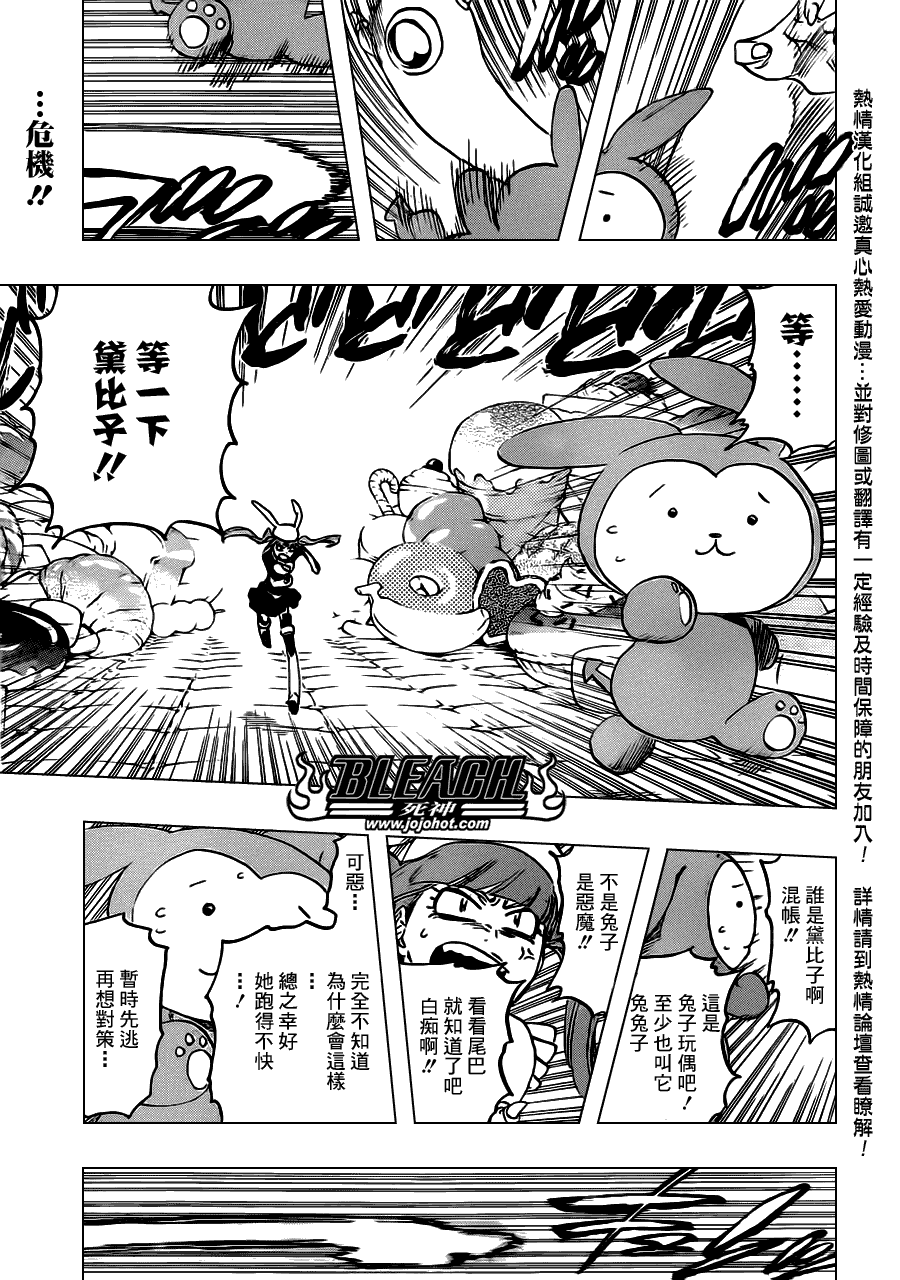 …危機!!
等……
等一下
黛比子!!
BLEACH
死神
www.jojohot.com
誰是黛比子啊
混帳!!
這是
兔子玩偶吧!
至少也叫它
兔兔子
不是兔子
是惡魔!!
看看尾巴
就知道了吧
白痴啊!!
可惡…
完全不知道
為什麼會這樣
…
總之幸好
她跑得不快
…!
暫時先逃
再想對策…
熱情漢化組誠邀真心熱愛動漫…並對修圖或翻譯有一定經驗及時間保障的朋友加入! 詳情請到熱情論壇查看瞭解!